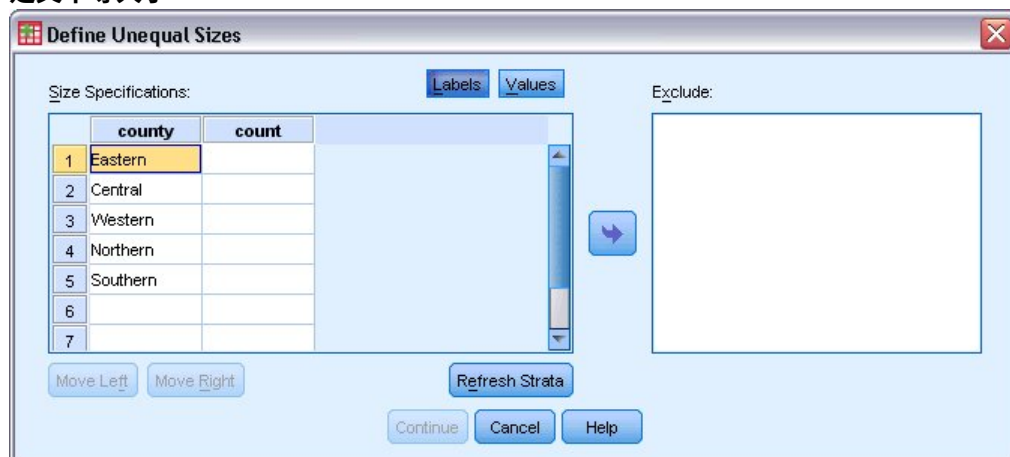 Define Unequal Sizes
Size Specifications:
Labels Values
Exclude:
county count
1 Eastern
2 Central
3 Western
4 Northern
5 Southern
6
7
Move Left Move Right Refresh Strata
Continue Cancel Help